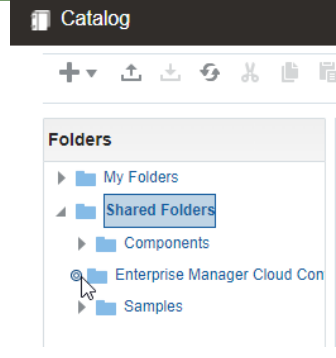 Catalog
Folders
My Folders
Shared Folders
Components
Enterprise Manager Cloud Con
Samples